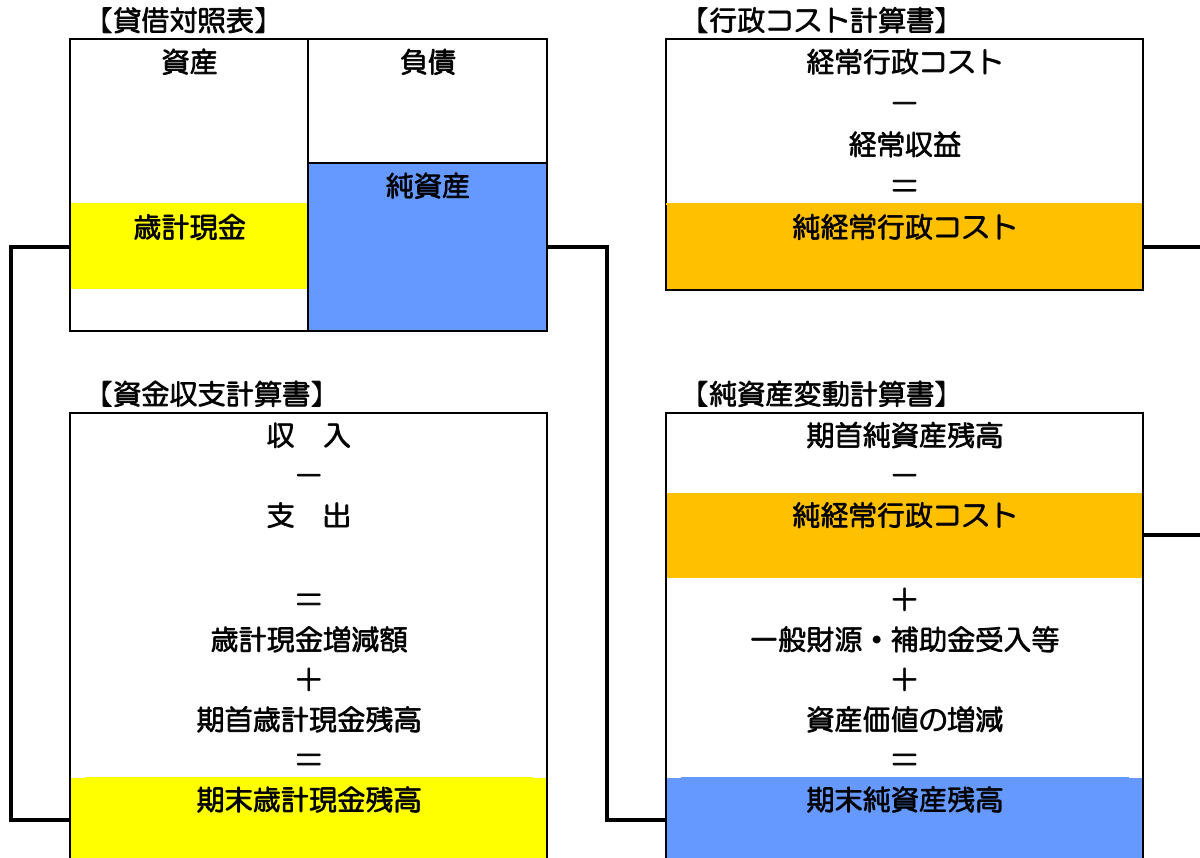 【貸借対照表】
資産
負債
純資産
歳計現金
【行政コスト計算書】
経常行政コスト
－
経常収益
＝
純経常行政コスト
【資金収支計算書】
収　入
－
支　出
＝
歳計現金増減額
＋
期首歳計現金残高
＝
期末歳計現金残高
【純資産変動計算書】
期首純資産残高
－
純経常行政コスト
＋
一般財源・補助金受入等
＋
資産価値の増減
＝
期末純資産残高